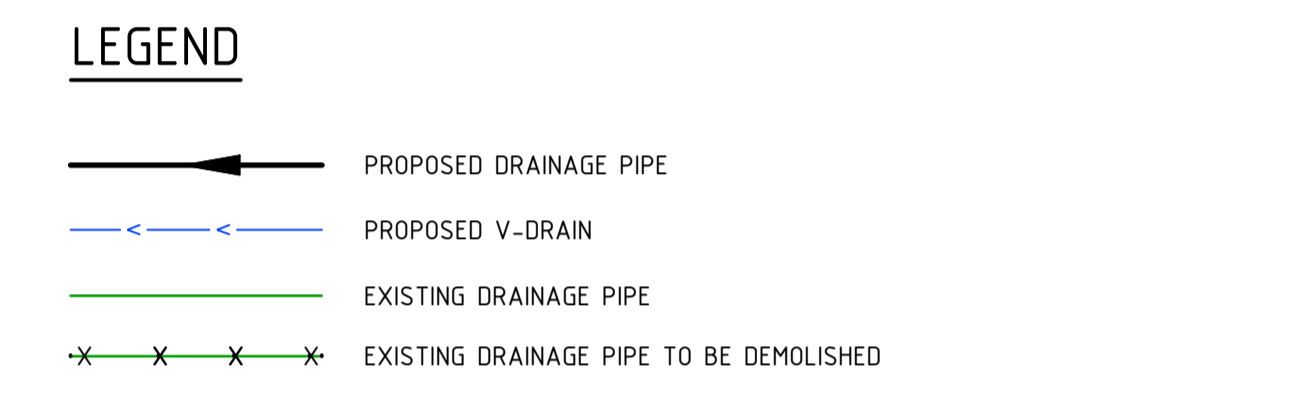 LEGEND
PROPOSED DRAINAGE PIPE
PROPOSED V-DRAIN
EXISTING DRAINAGE PIPE
EXISTING DRAINAGE PIPE TO BE DEMOLISHED